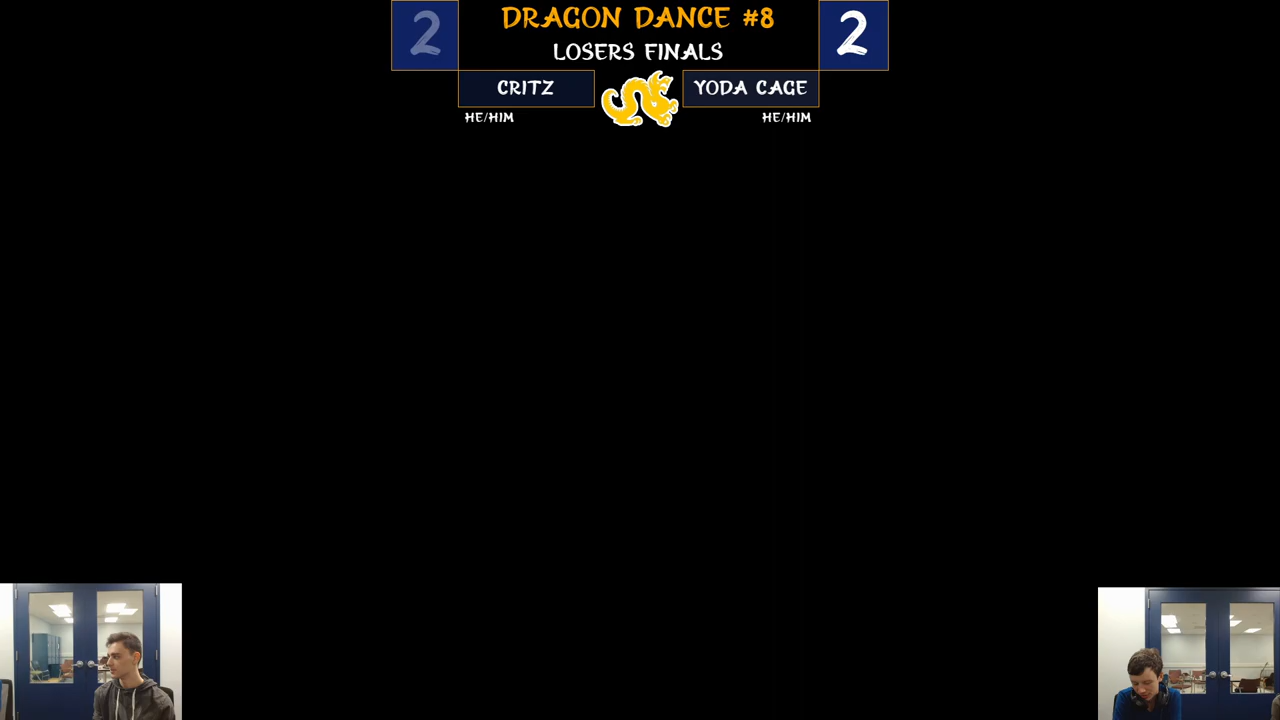 2 DRAGON DANCE #8 2
LOSERS FINALS
CRITZ YODA CAGE
HE/HIM HE/HIM